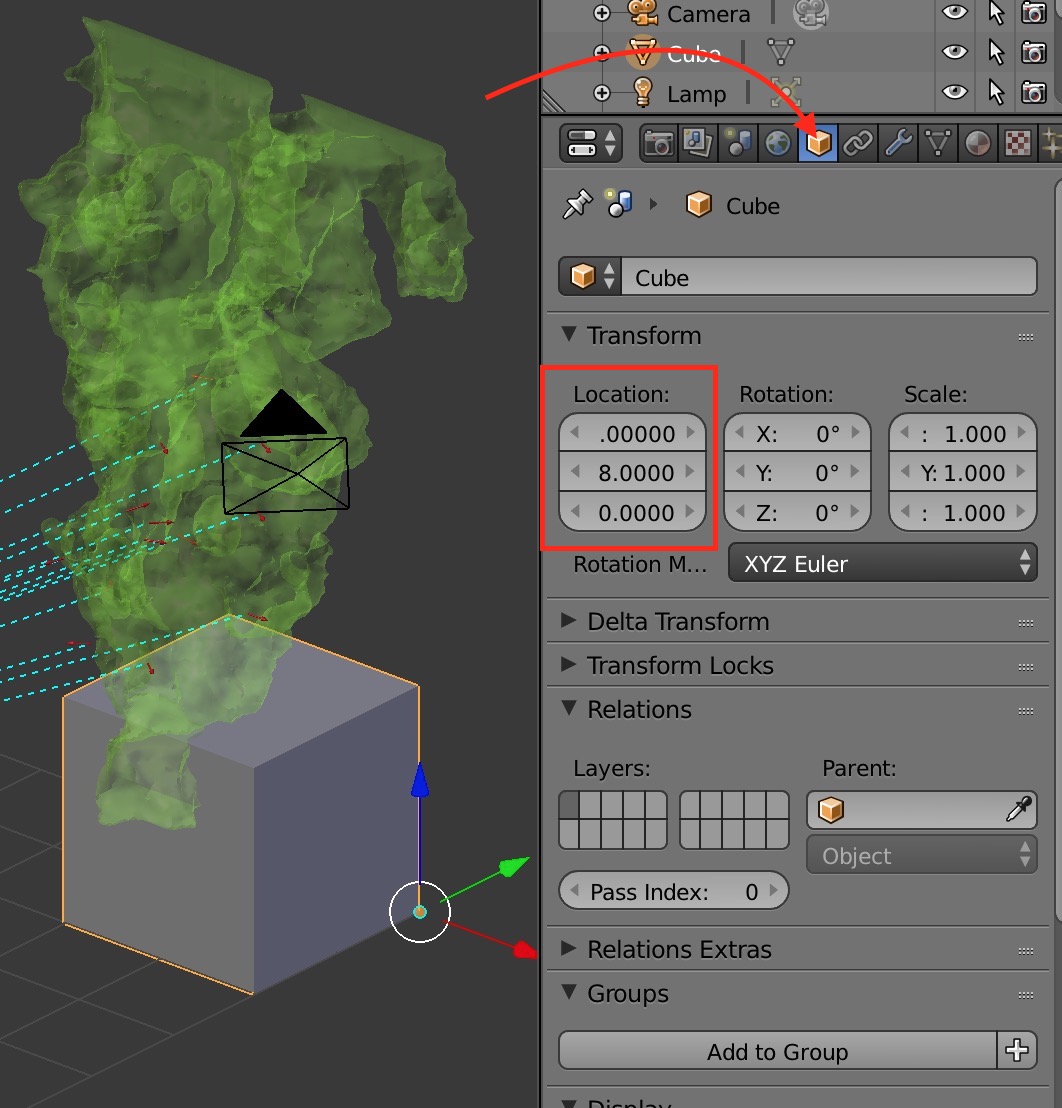 Camera
Cube
Lamp
Cube
Cube
Transform
Location: Rotation: Scale:
.00000 X: 0° : 1.000
8.0000 Y: 0° Y: 1.000
0.0000 Z: 0° : 1.000
Rotation M... XYZ Euler
Delta Transform
Transform Locks
Relations
Layers: Parent:
Object
Pass Index: 0
Relations Extras
Groups
Add to Group
Display